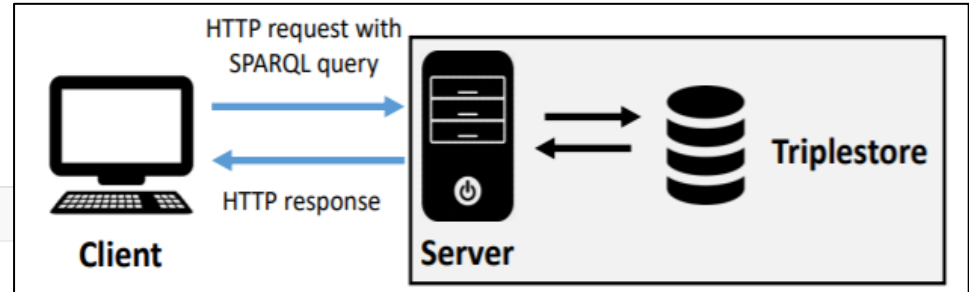 HTTP request with
SPARQL query
Triplestore
HTTP response
Client
Server